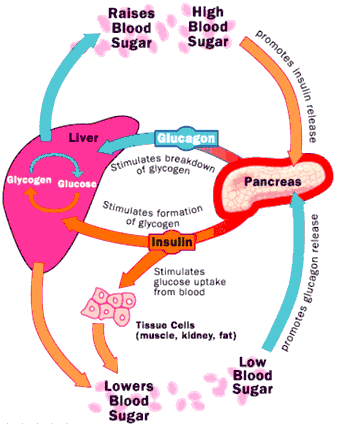 Raises
Blood
Sugar
High
Blood
Sugar
promotes insulin release
Liver
Glucagon
Stimulates breakdown
of glycogen
Glycogen
Glucose
Pancreas
Stimulates formation
of glycogen
Insulin
Stimulates
glucose uptake
from blood
promotes glucagon release
Tissue Cells
(muscle, kidney, fat)
Low
Blood
Sugar
Lowers
Blood
Sugar